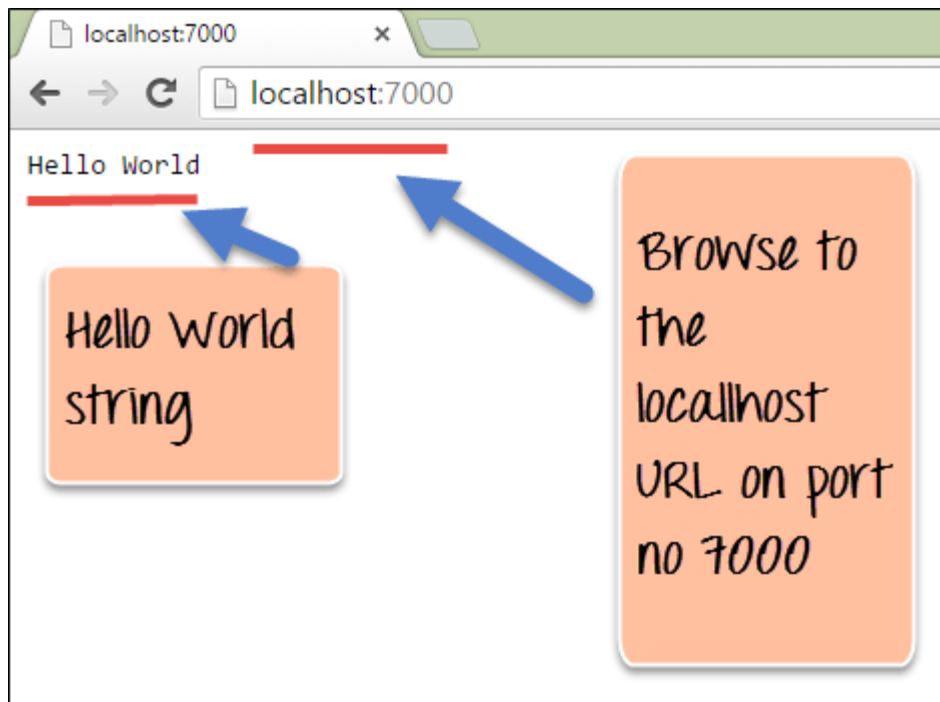 localhost:7000
localhost:7000
Hello World
Hello World
string
Browse to
the
locallhost
URL on port
no 7000